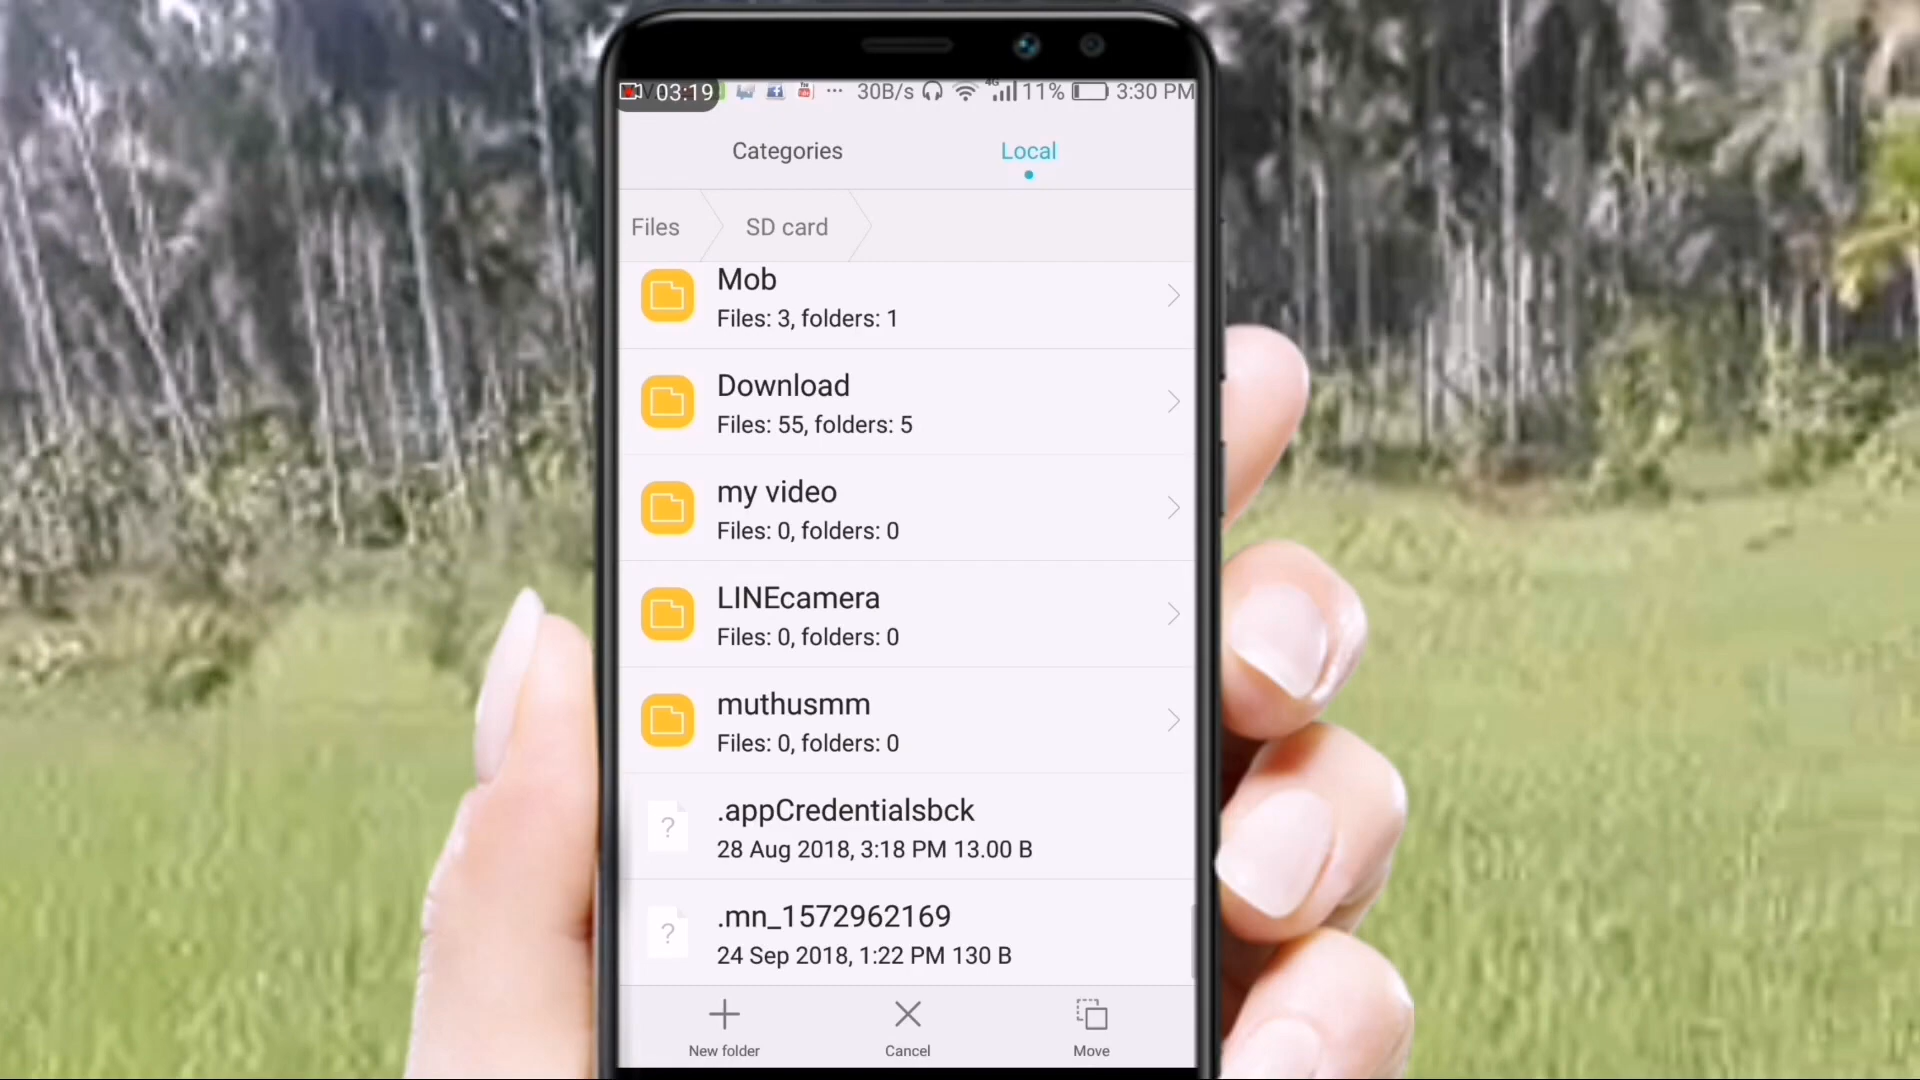 03:19 ... 30B/s 4G 11% 3:30 PM
Categories Local
Files SD card
Mob
Files: 3, folders: 1
Download
Files: 55, folders: 5
my video
Files: 0, folders: 0
LINEcamera
Files: 0, folders: 0
muthusmm
Files: 0, folders: 0
? .appCredentialsbck
28 Aug 2018, 3:18 PM 13.00 B
? .mn_1572962169
24 Sep 2018, 1:22 PM 130 B
New folder Cancel Move